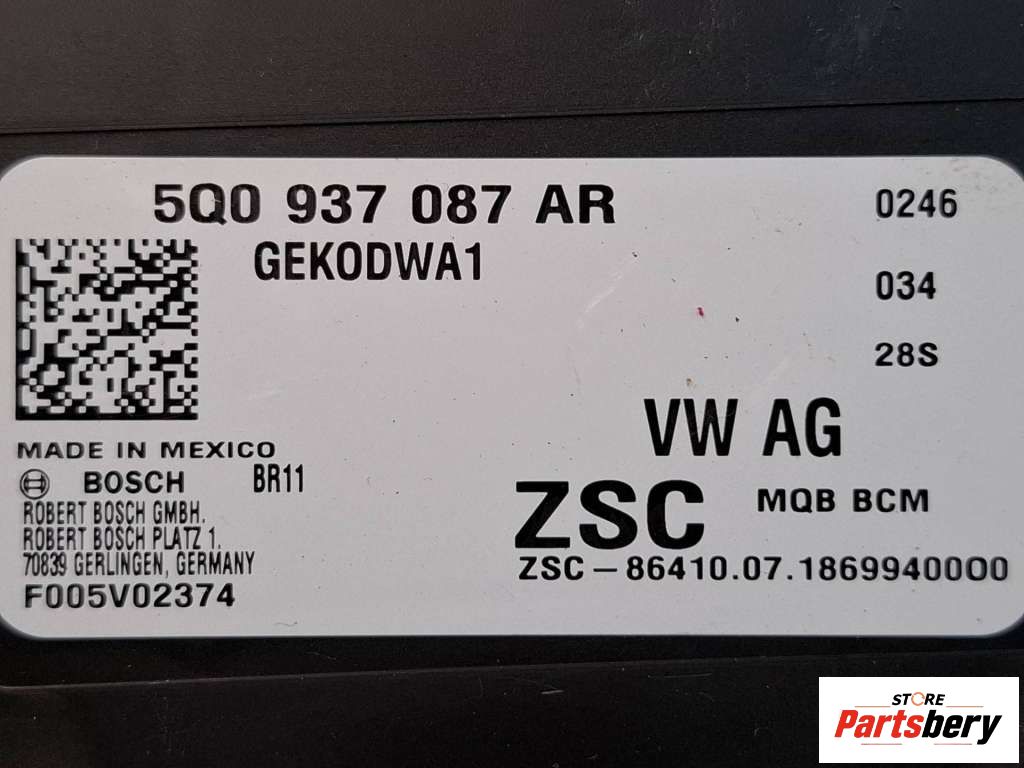 5Q0 937 087 AR
0246
GEKODWA1
034
28S
VW AG
MADE IN MEXICO
BOSCH BR11
ZSC MQB BCM
ROBERT BOSCH GMBH.
ROBERT BOSCH PLATZ 1.
70839 GERLINGEN, GERMANY
ZSC – 86410.07.1869940000
F005V02374
STORE
Partsbery